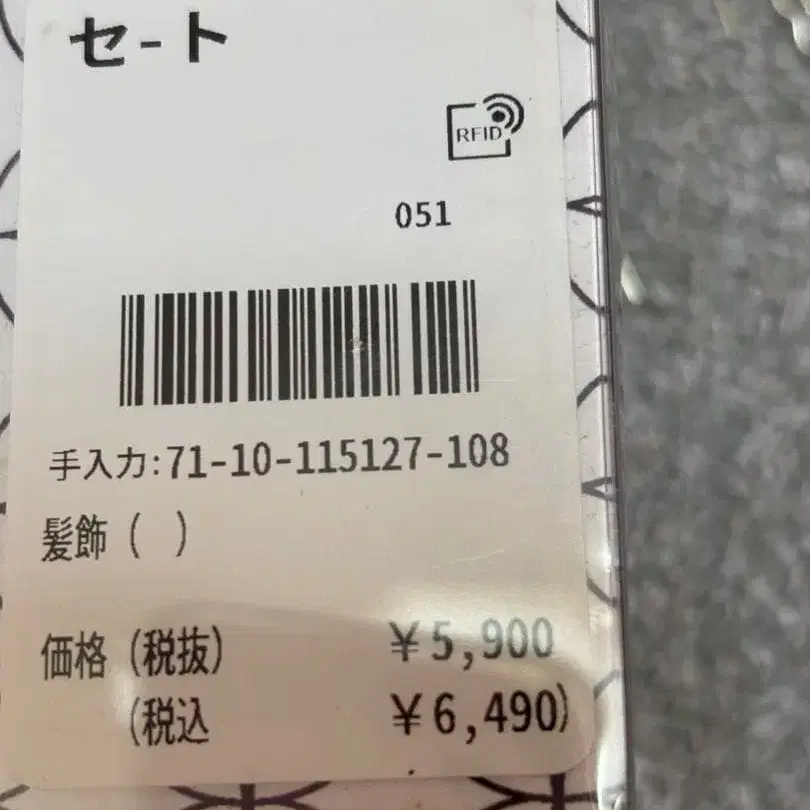 セ-ト
RFID
051
手入力:71-10-115127-108
髪飾 ( )
価格 (税抜) ¥5,900
(税込 ¥6,490)